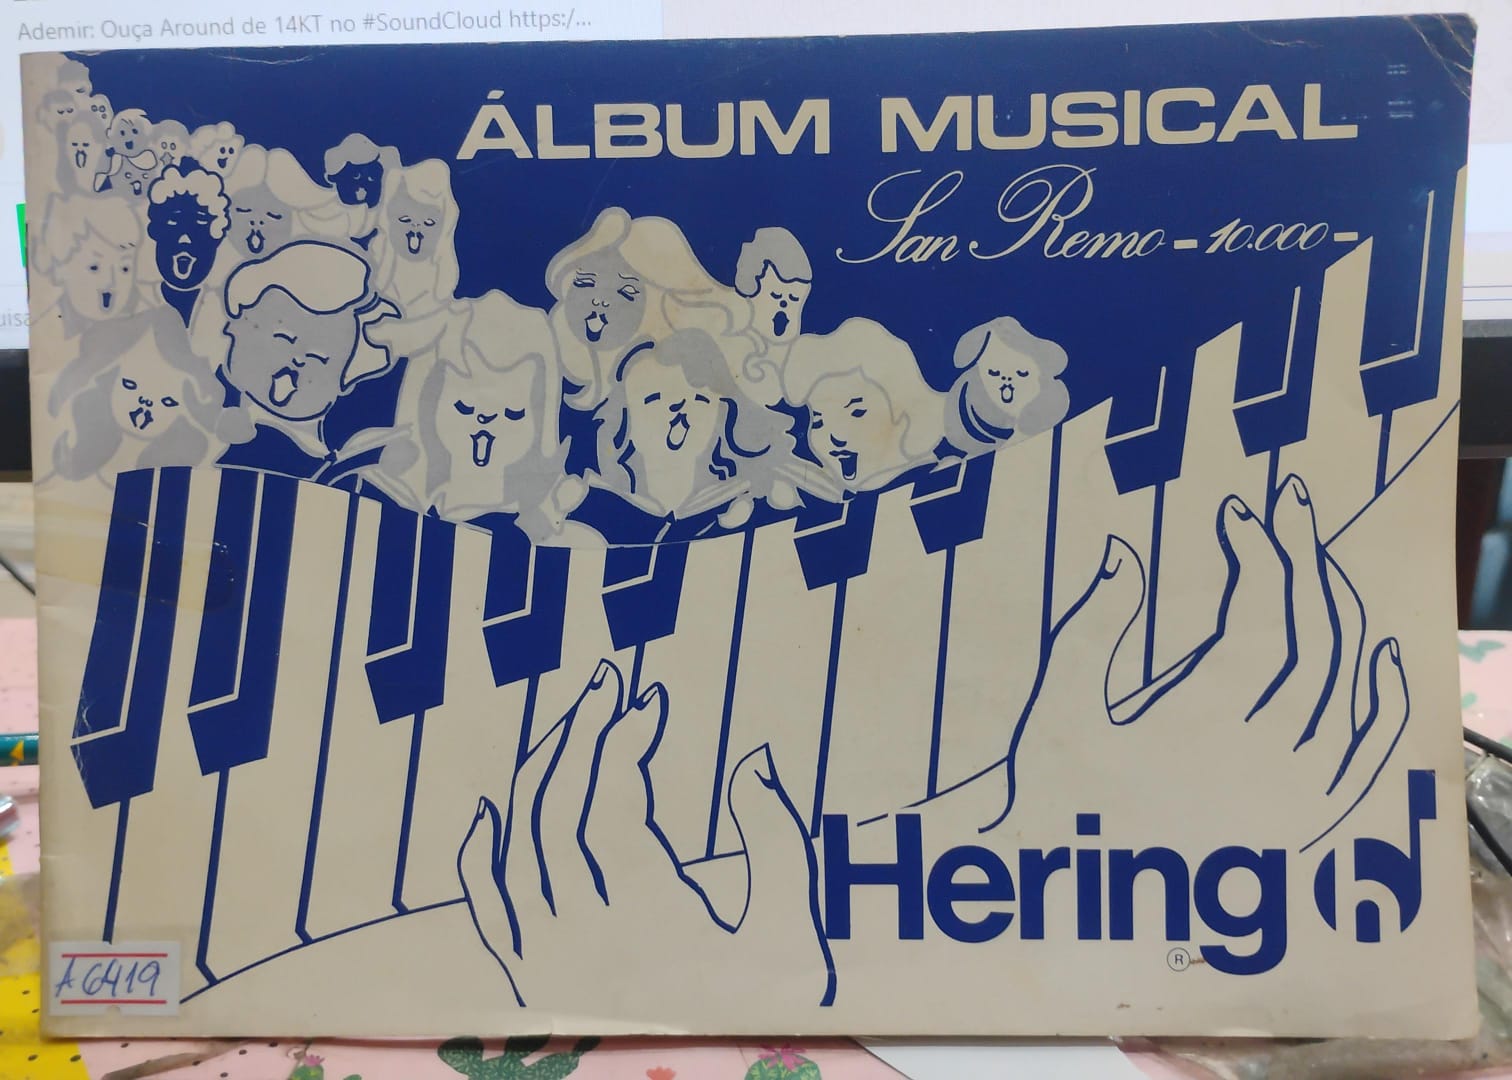 Ademir: Ouça Around de 14KT no #SoundCloud https:/...
ÁLBUM MUSICAL
San Remo - 10.000 -
Hering
®
A6419